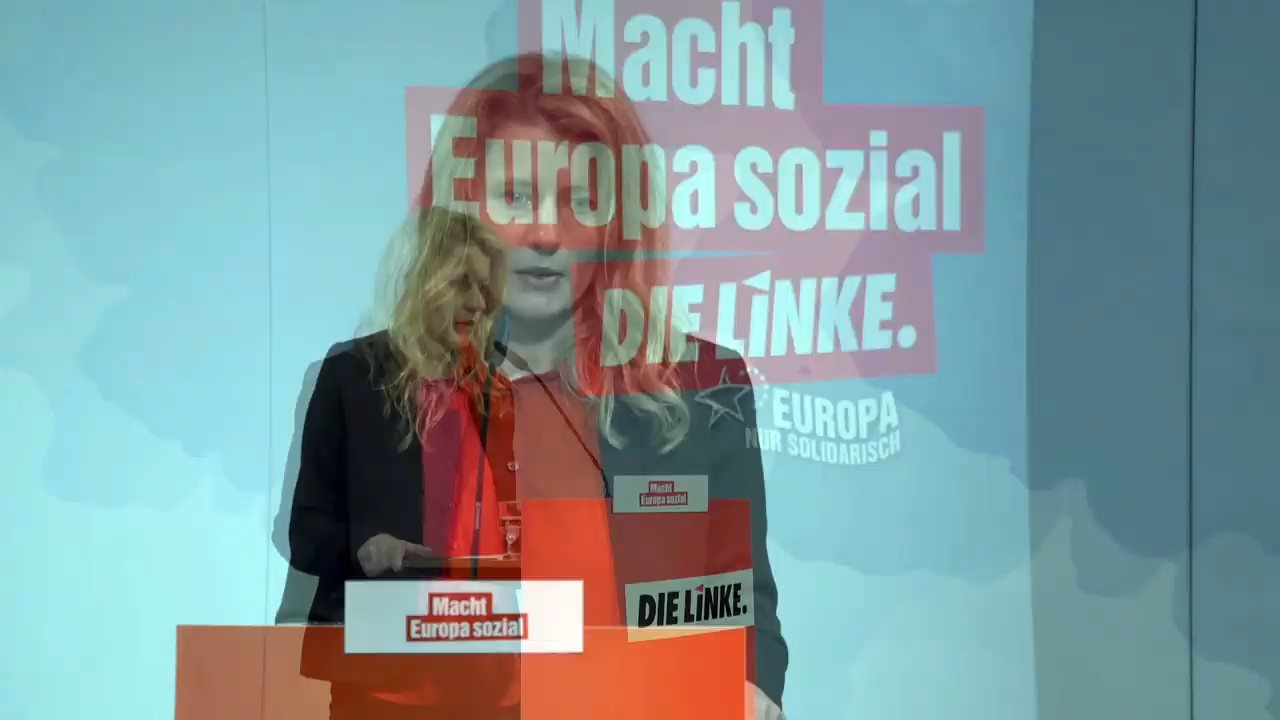 Macht
Europa sozial
DIE LINKE.
EUROPA
NUR SOLIDARISCH
Macht
Europa sozial
DIE LINKE.
Macht
Europa sozial